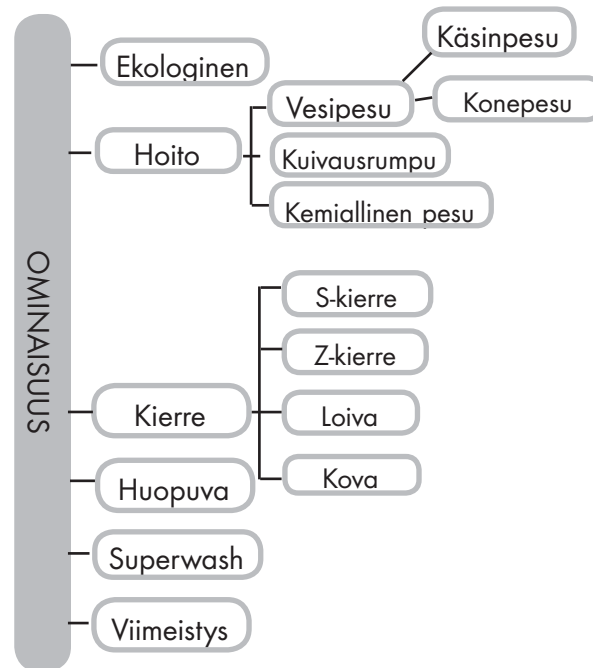 OMINAISUUS
Ekologinen
Hoito
Vesipesu
Käsinpesu
Konepesu
Kuivausrumpu
Kemiallinen pesu
Kierre
S-kierre
Z-kierre
Loiva
Kova
Huopuva
Superwash
Viimeistys